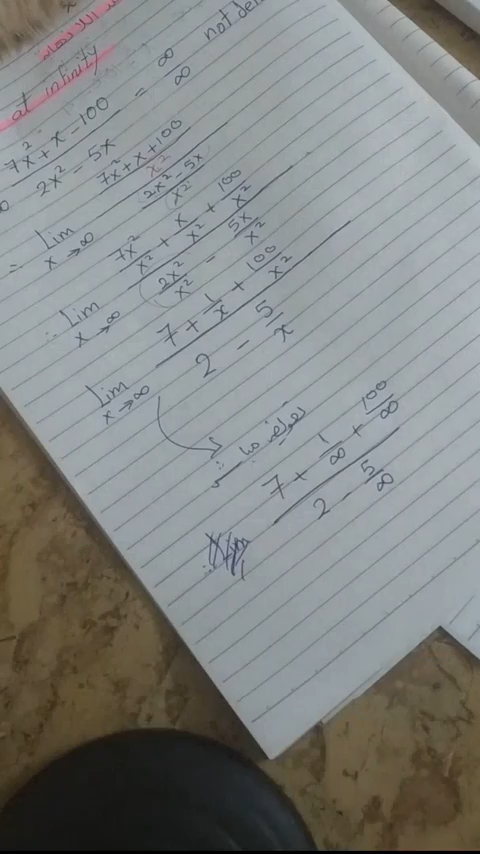 at infinity
7x²+x-100 / 2x² - 5x = ∞/∞ not de
= Lim x→∞ (7x²+x+100 / x²) / (2x²-5x / x²)
∴ Lim x→∞ (7x²/x² + x/x² + 100/x²) / (2x²/x² - 5x/x²)
Lim x→∞ (7 + 1/x + 100/x²) / (2 - 5/x)
(7 + 1/∞ + 100/∞) / (2 - 5/∞)